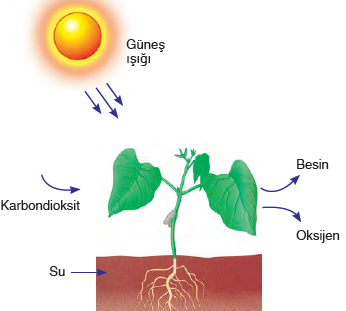 Güneş
ışığı
Besin
Karbondioksit
Oksijen
Su